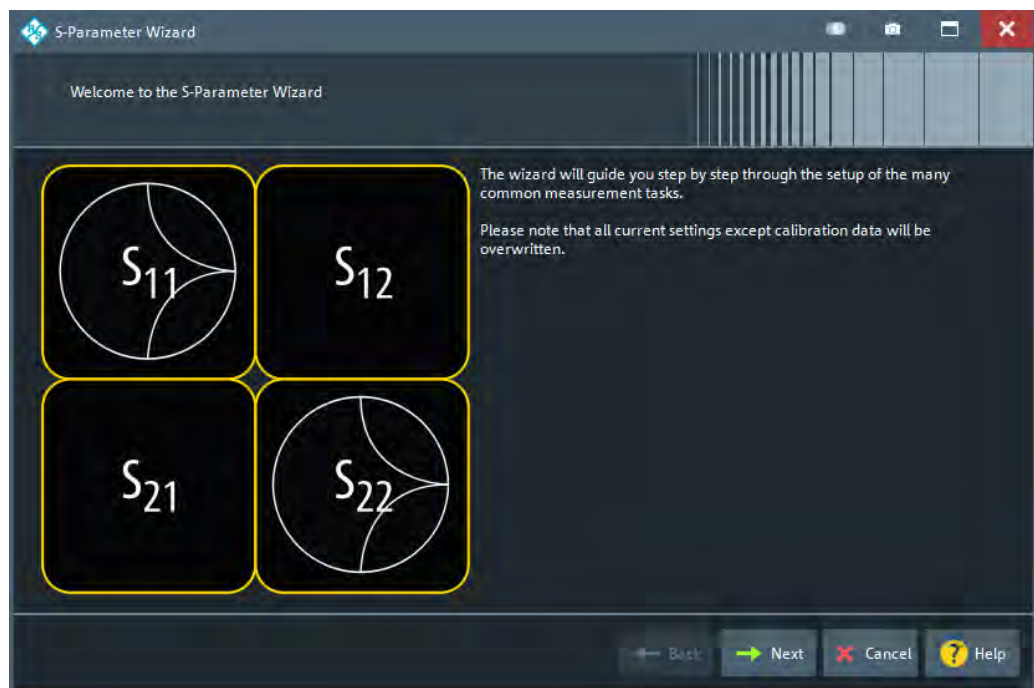 S-Parameter Wizard
Welcome to the S-Parameter Wizard
S11
S12
S21
S22
The wizard will guide you step by step through the setup of the many
common measurement tasks.
Please note that all current settings except calibration data will be
overwritten.
Back
Next
Cancel
? Help